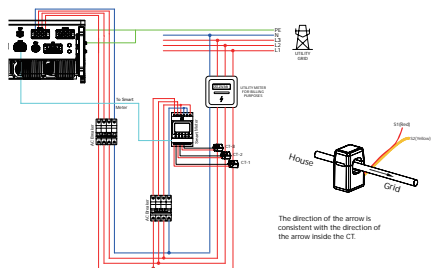 PE
N
L3
L2
L1
UTILITY
GRID
UTILITY METER
FOR BILLING
PURPOSES
To Smart
Meter
AC Breaker
SmartMeter
CT-3
CT-2
CT-1
AC Breaker
S1(Red)
S2(Yellow)
House
Grid
The direction of the arrow is
consistent with the direction of
the arrow inside the CT.